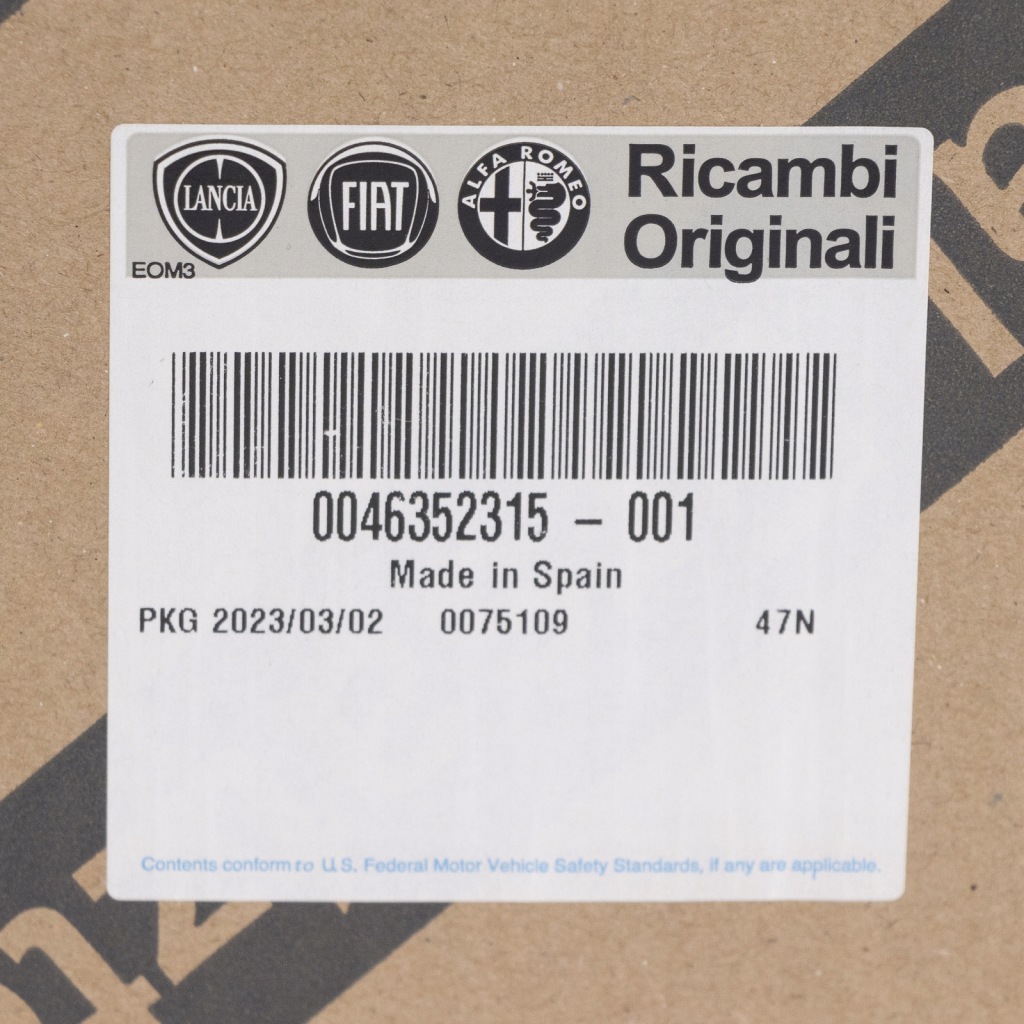 LANCIA FIAT ALFA ROMEO Ricambi
Originali
EOM3
0046352315 – 001
Made in Spain
PKG 2023/03/02 0075109 47N
Contents conform to U.S. Federal Motor Vehicle Safety Standards, if any are applicable.